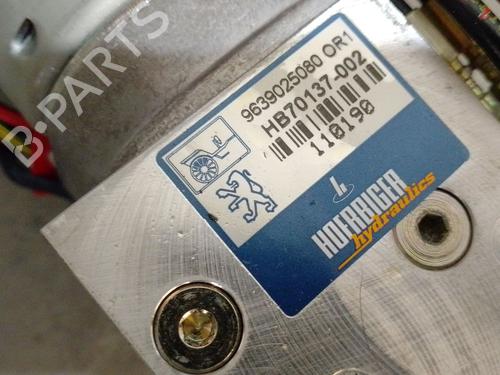 9639025080 OR1
HB70137-002
110190
HOERBIGER
hydraulics
B-PARTS